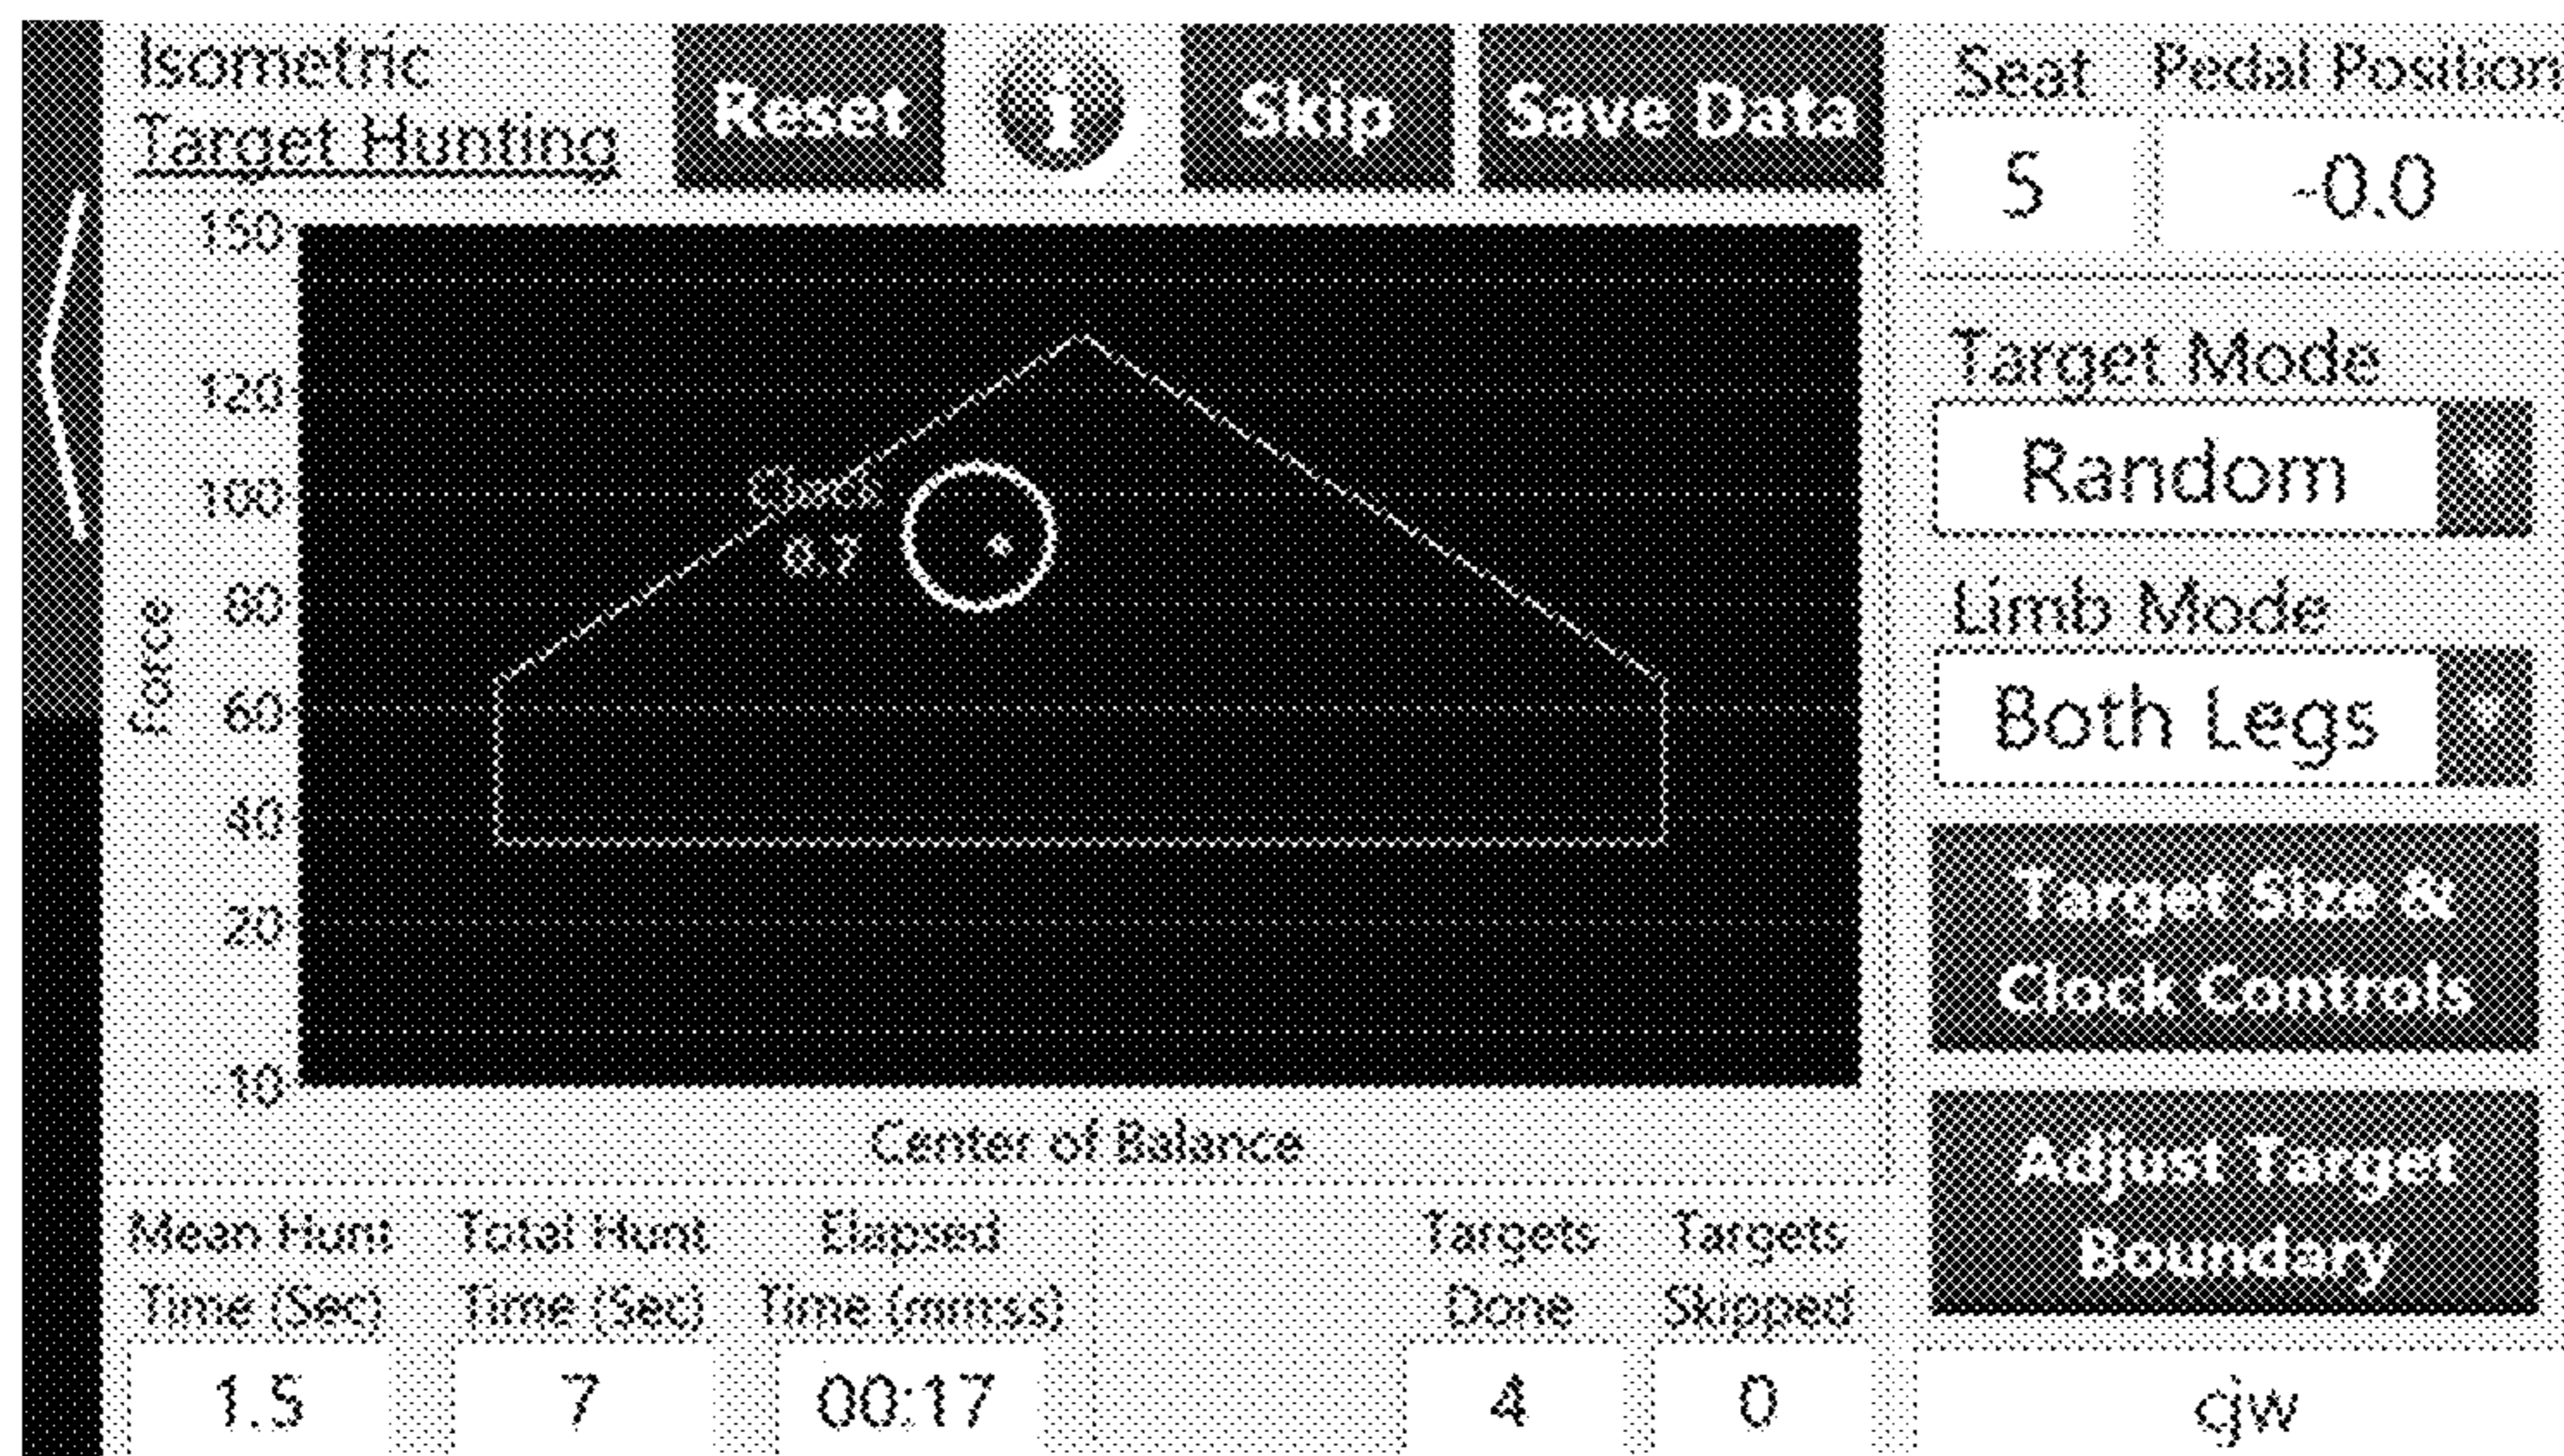 Isometric
Target Hunting
Reset
i
Skip
Save Data
Seat
Pedal Position
5
-0.0
150
120
100
80
60
40
20
-10
Force
Clock
0.7
Center of Balance
Target Mode
Random
Limb Mode
Both Legs
Target Size &
Clock Controls
Adjust Target
Boundary
Mean Hunt
Time (Sec)
1.5
Total Hunt
Time (Sec)
7
Elapsed
Time (mm:ss)
00:17
Targets
Done
4
Targets
Skipped
0
cjw